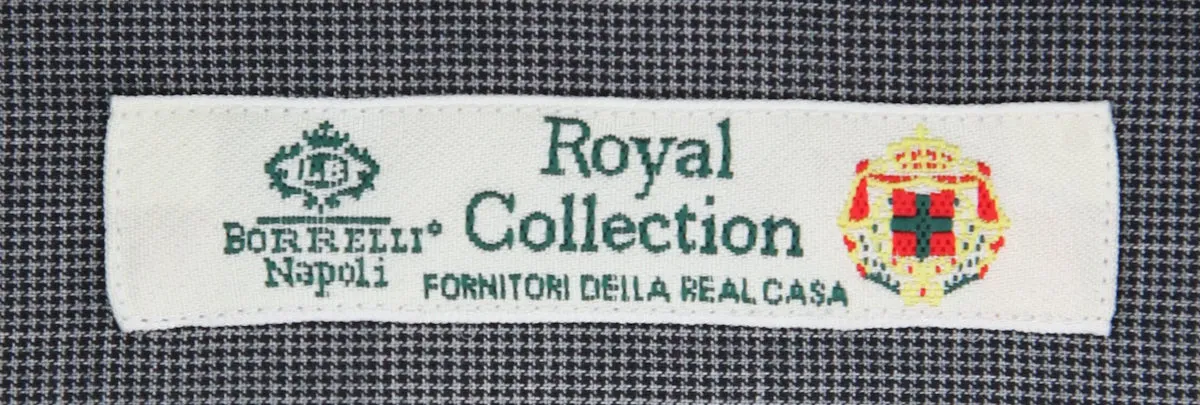 LB
BORRELLI
Napoli
Royal
Collection
FORNITORI DELLA REAL CASA